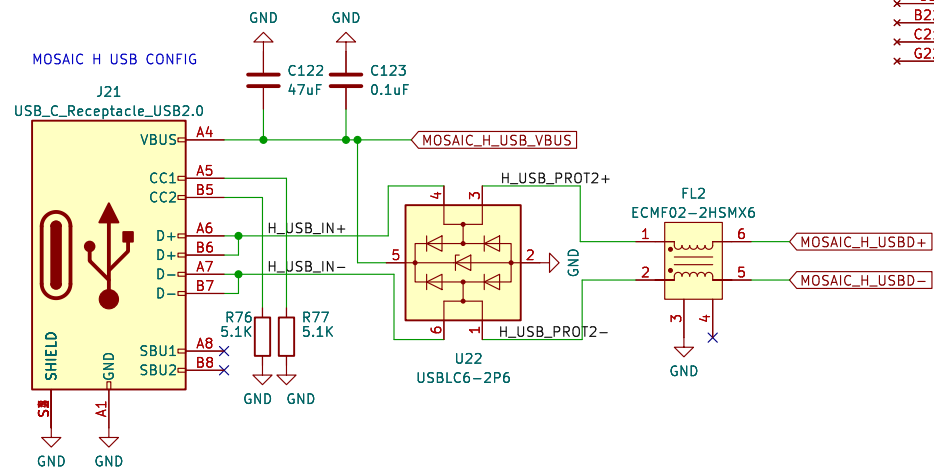 GND
GND
B2
C2
G2
MOSAIC H USB CONFIG
C122
47uF
C123
0.1uF
J21
USB_C_Receptacle_USB2.0
VBUS
A4
MOSAIC_H_USB_VBUS
CC1
A5
CC2
B5
4
3
H_USB_PROT2+
FL2
ECMF02-2HSMX6
D+
A6
H_USB_IN+
D+
B6
1
6
MOSAIC_H_USBD+
D-
A7
H_USB_IN-
5
2
GND
D-
B7
2
5
MOSAIC_H_USBD-
R76
5.1K
R77
5.1K
6
1
H_USB_PROT2-
3
4
SHIELD
GND
SBU1
A8
SBU2
B8
U22
USBLC6-2P6
GND
GND
GND
A1
GND
GND